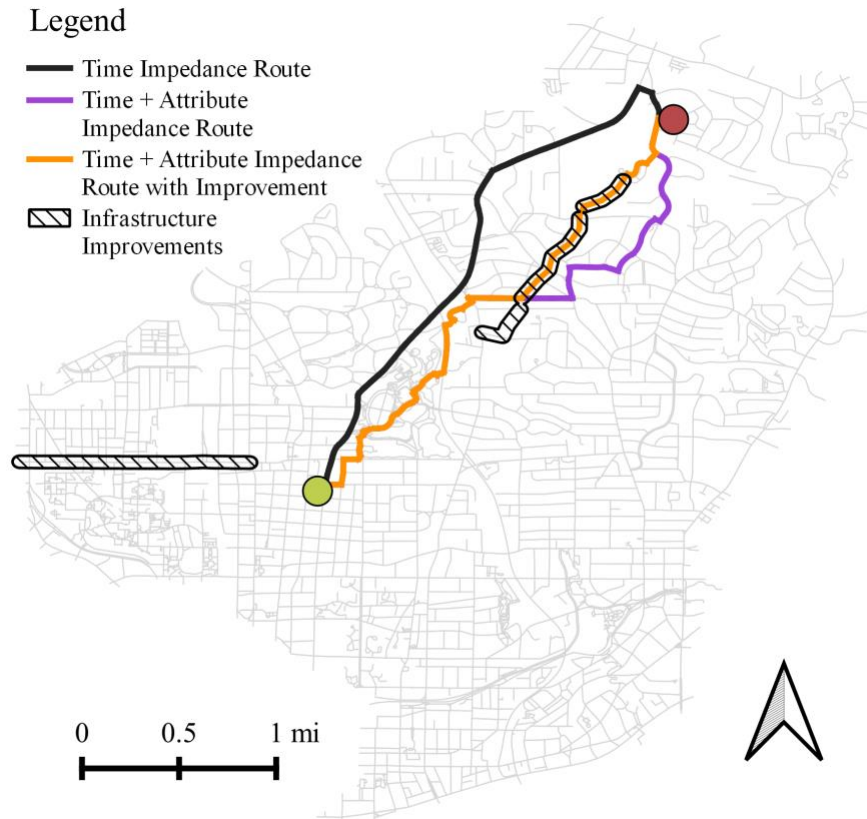 Legend
Time Impedance Route
Time + Attribute
Impedance Route
Time + Attribute Impedance
Route with Improvement
Infrastructure
Improvements
0 0.5 1 mi